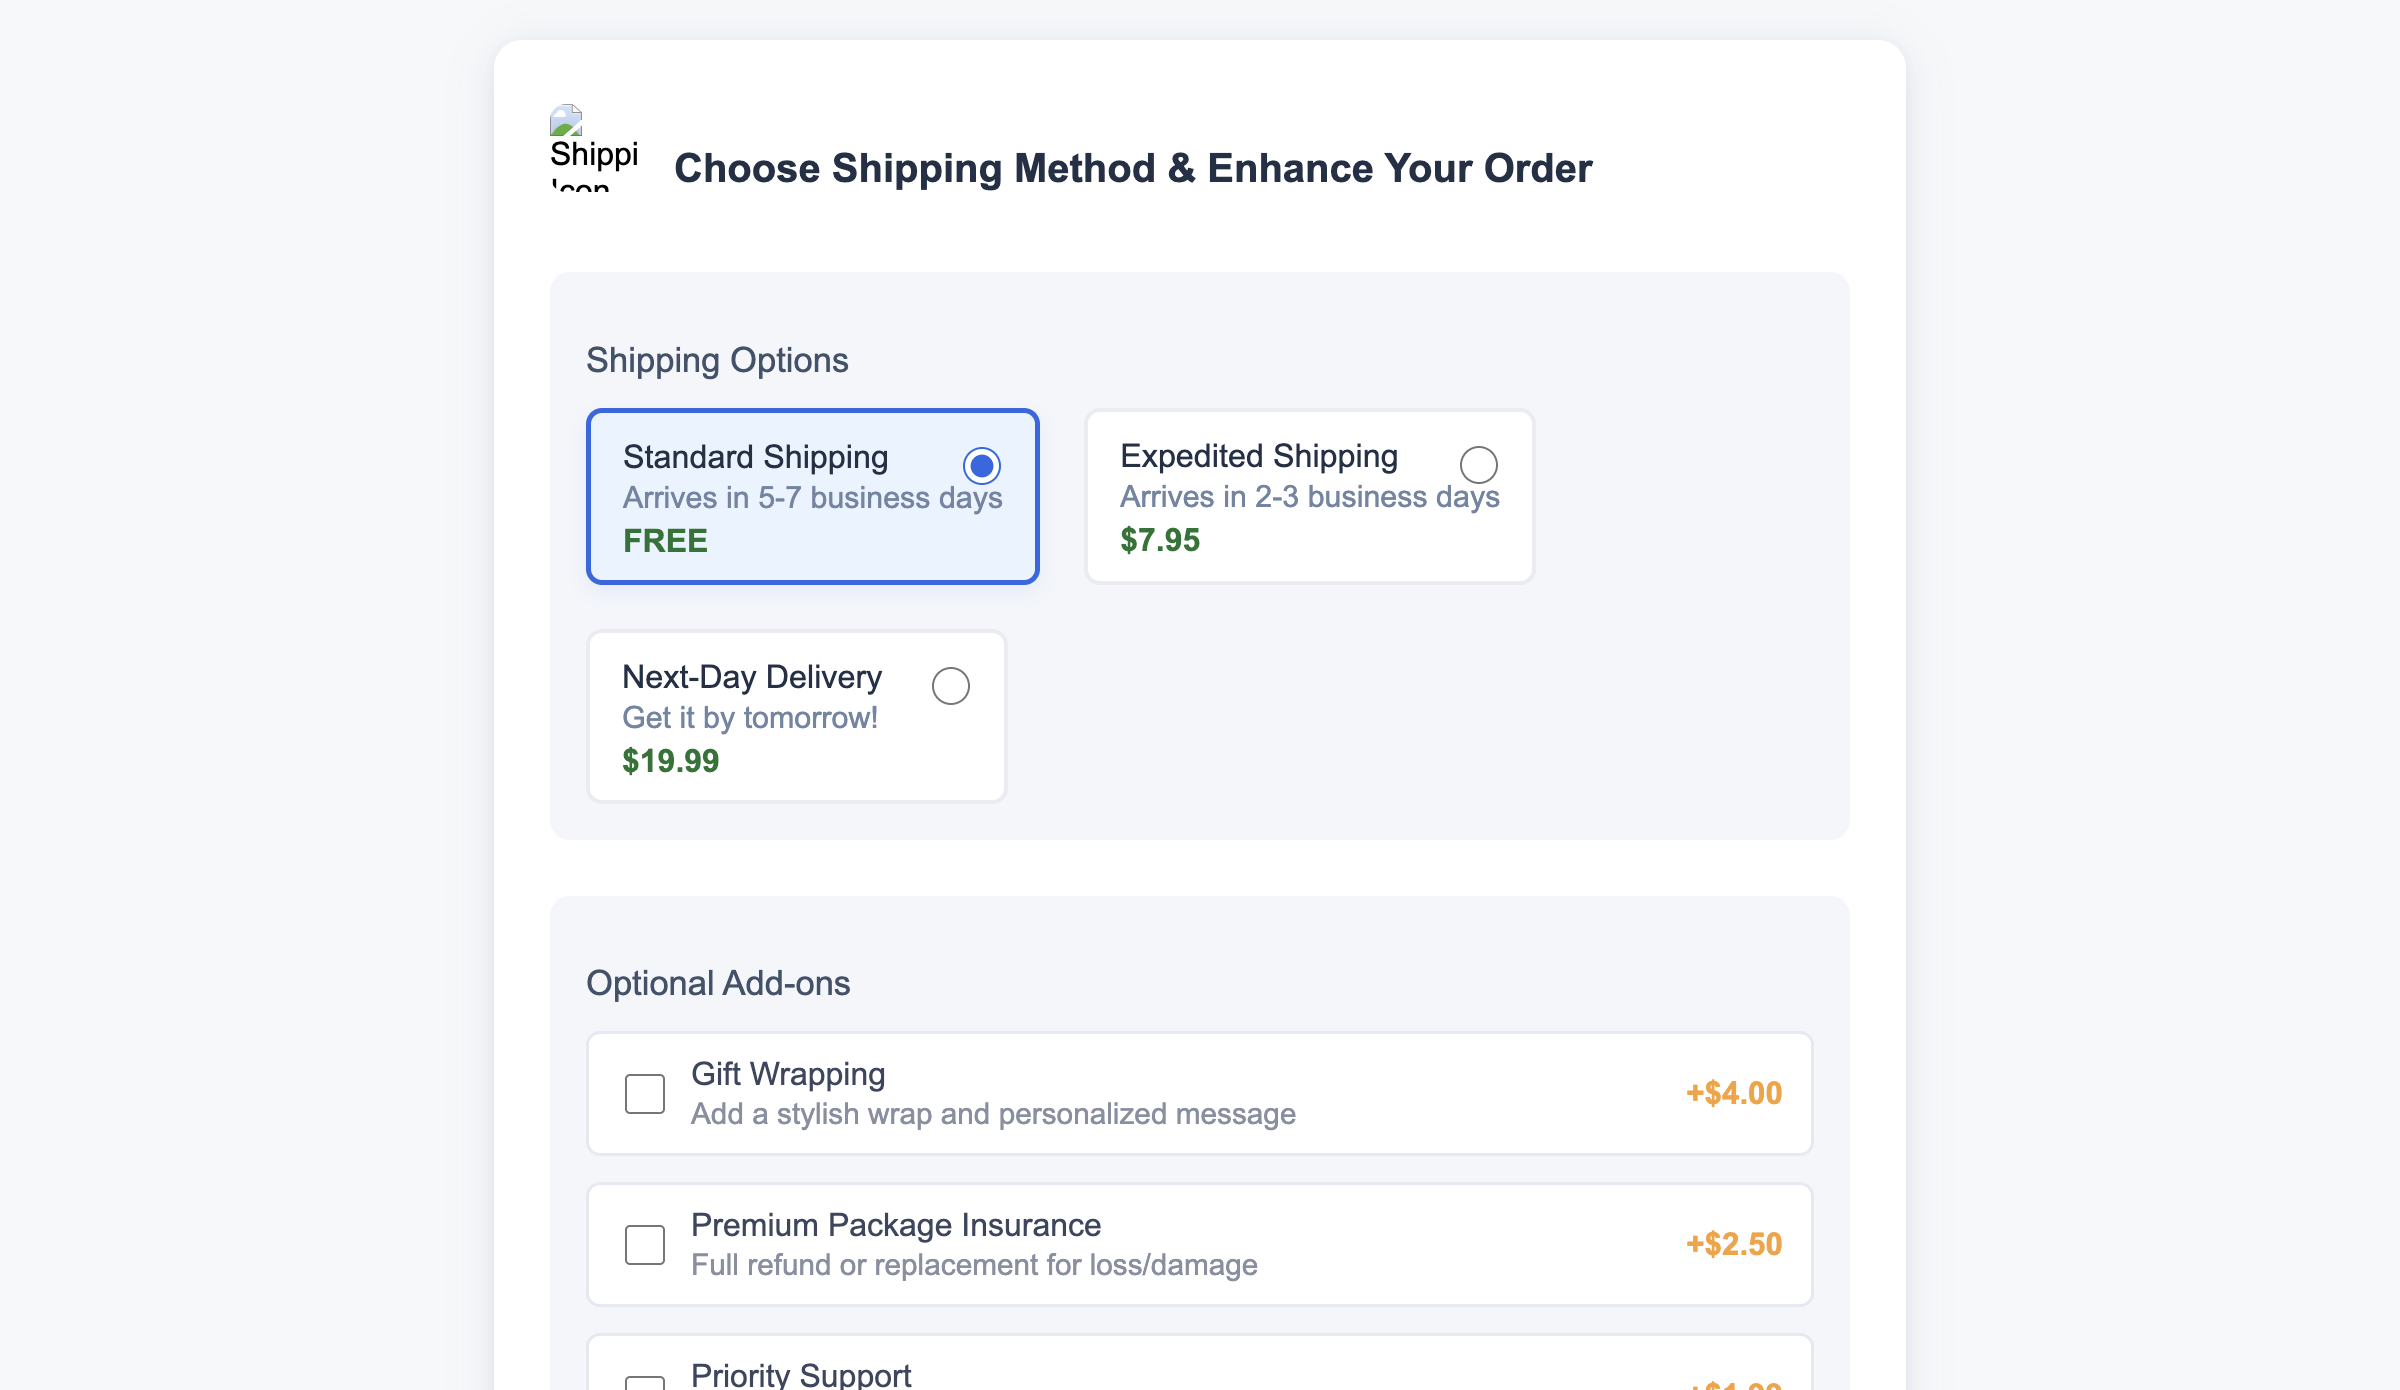 Shippi
Choose Shipping Method & Enhance Your Order
Shipping Options
Standard Shipping
Arrives in 5-7 business days
FREE
Expedited Shipping
Arrives in 2-3 business days
$7.95
Next-Day Delivery
Get it by tomorrow!
$19.99
Optional Add-ons
Gift Wrapping
Add a stylish wrap and personalized message
+$4.00
Premium Package Insurance
Full refund or replacement for loss/damage
+$2.50
Priority Support